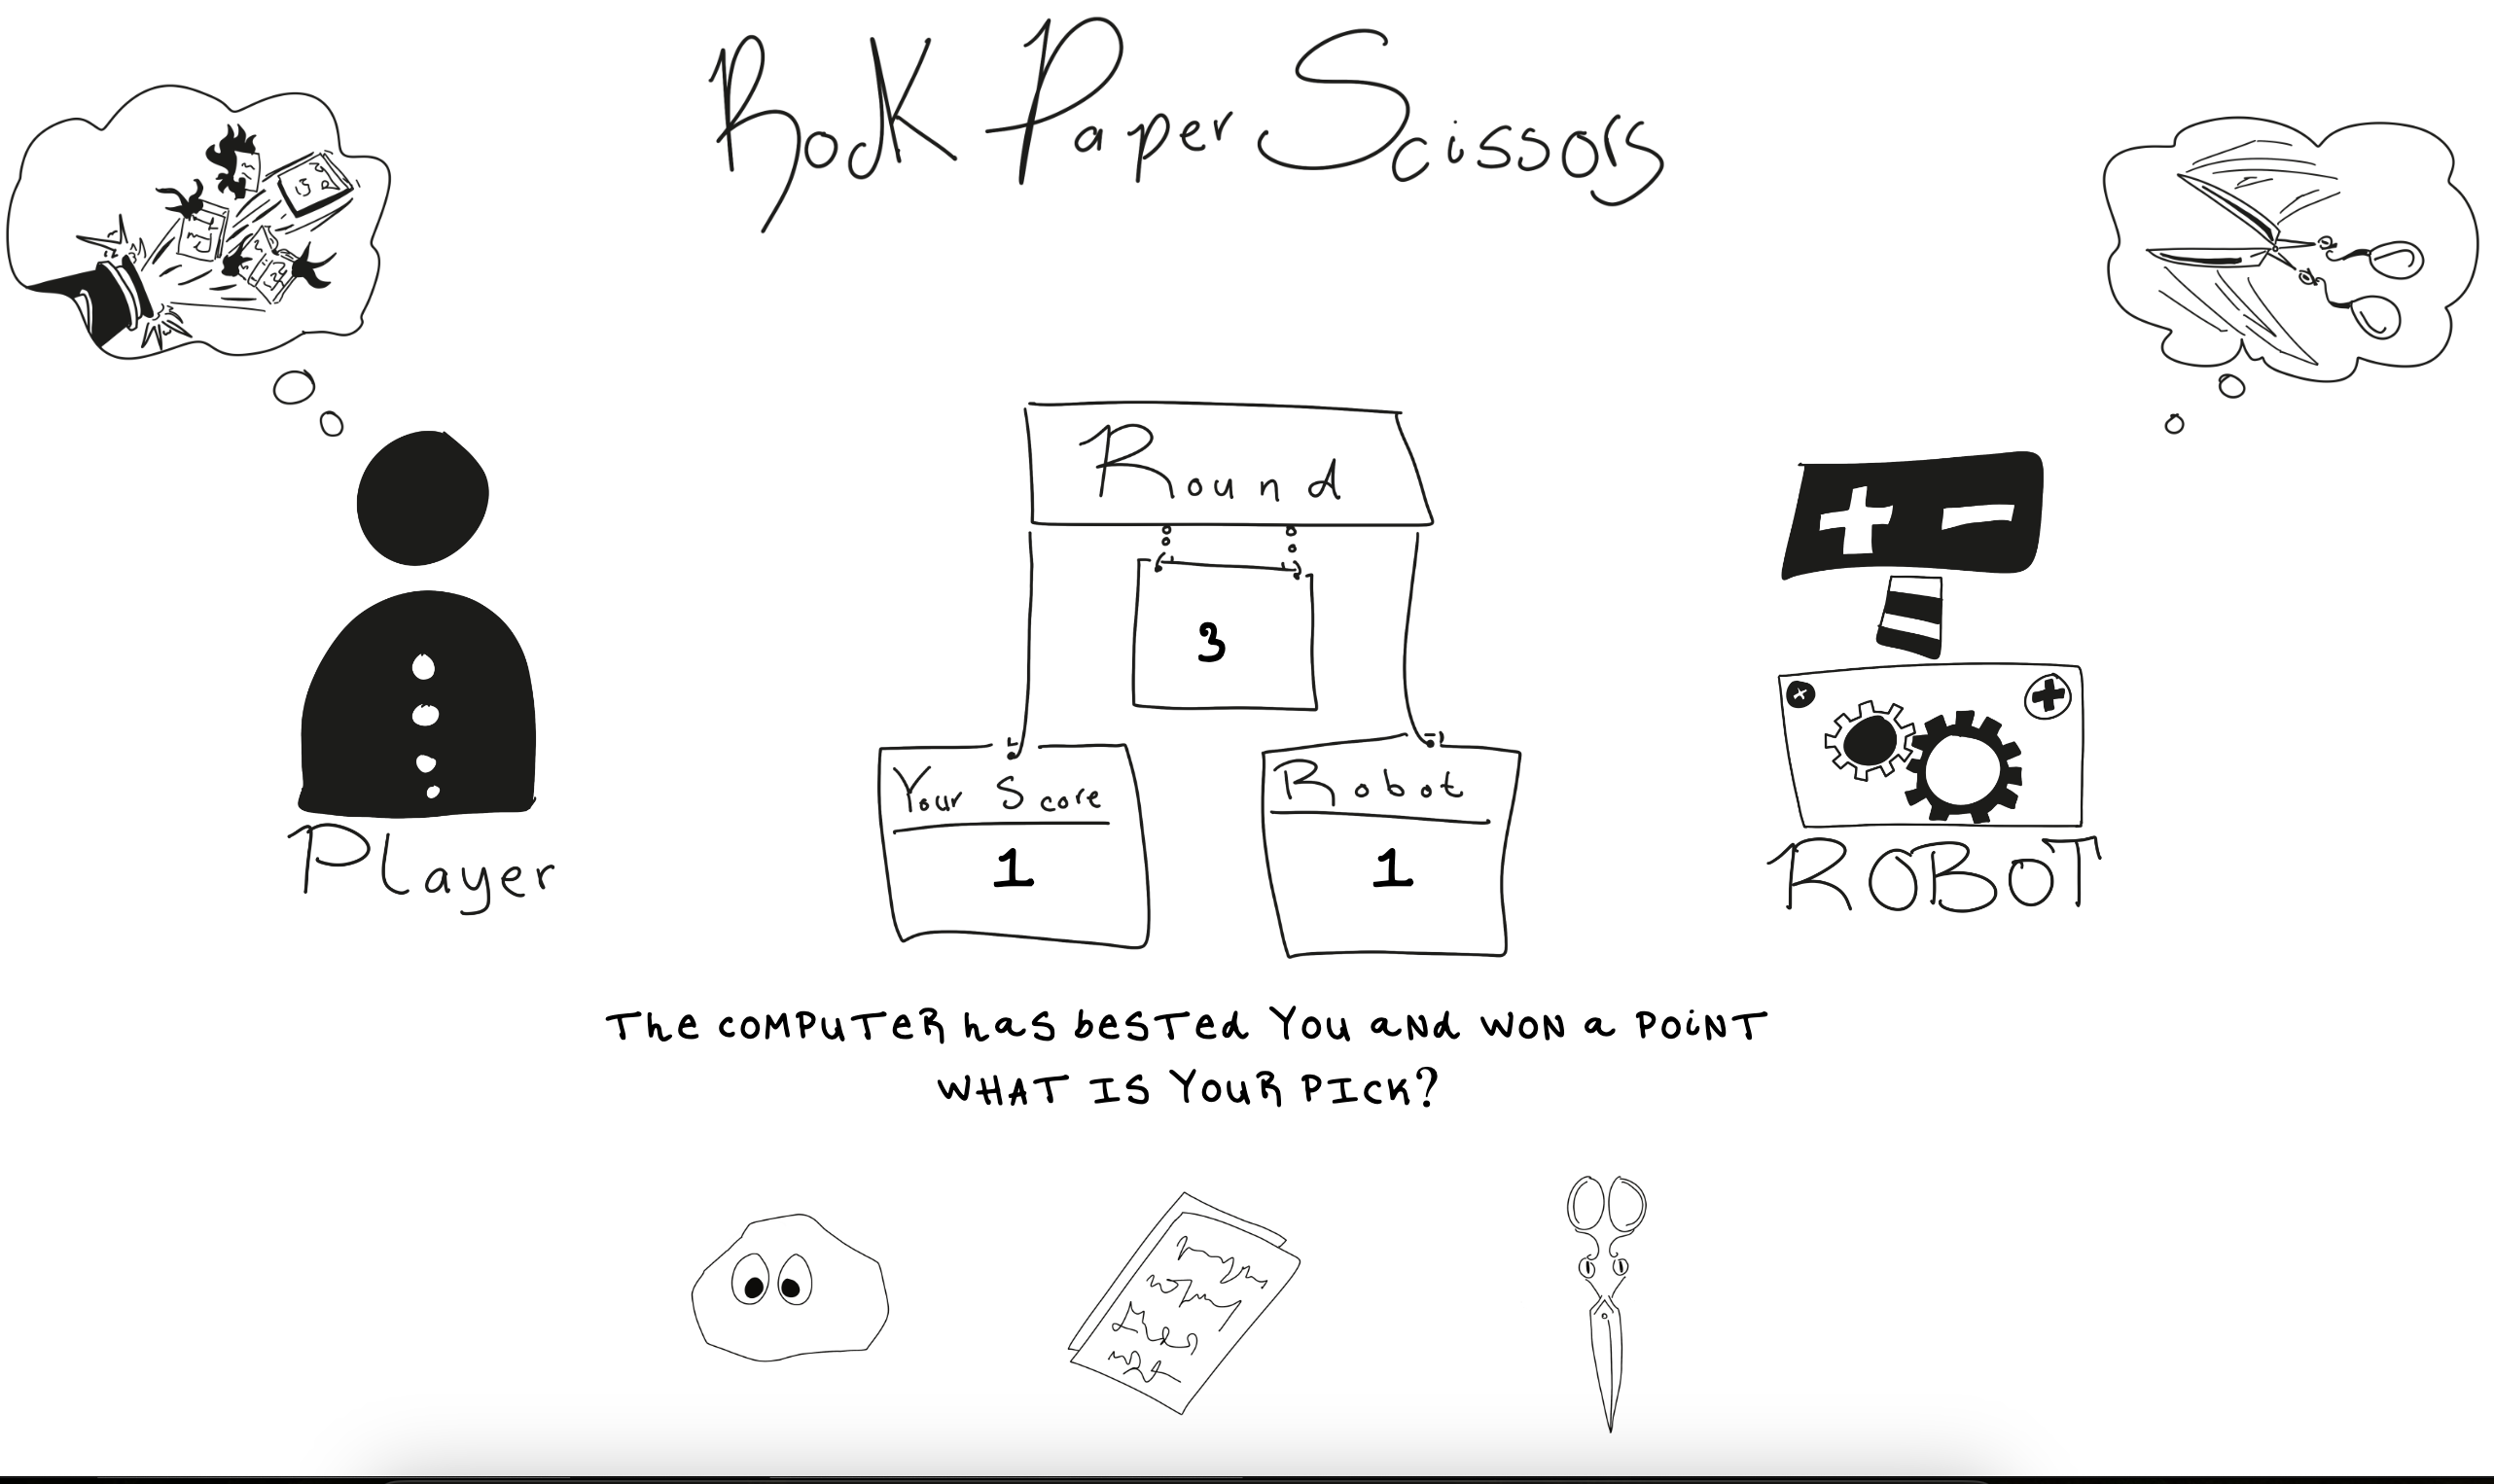 Rock Paper Scissors
Round
3
Your Score
1
Robot
1
Player
ROBOT
The coMPuTeR has besTed You and woN a PoiNT
WHAT IS YOUR PICK?